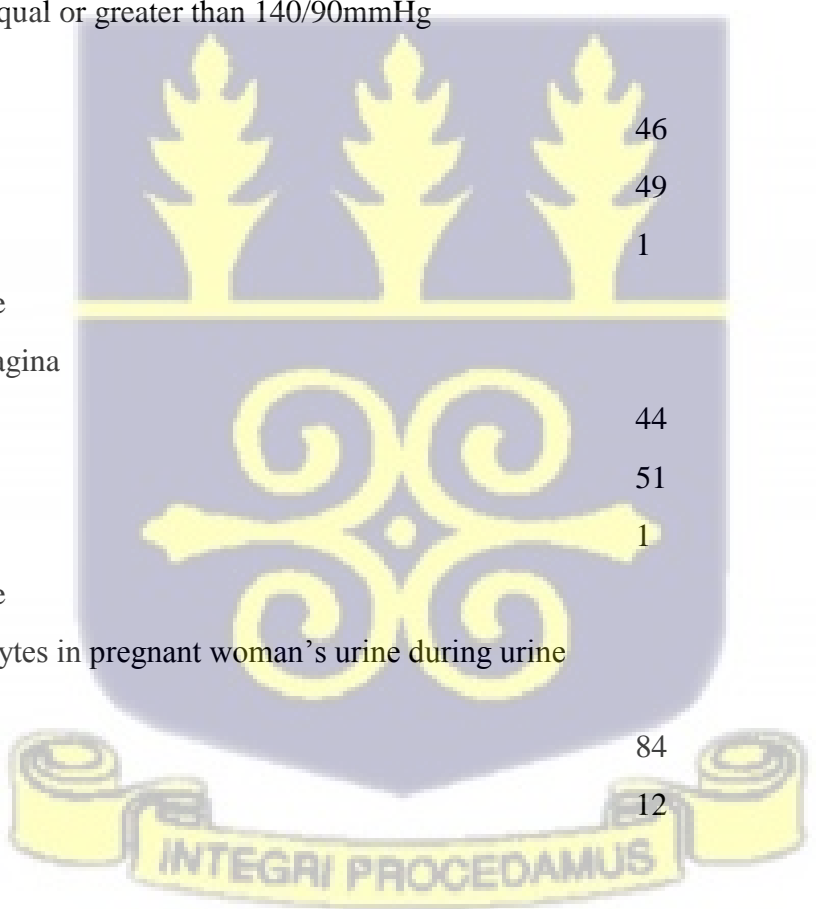 qual or greater than 140/90mmHg
46
49
1
e
agina
44
51
1
e
ytes in pregnant woman's urine during urine
84
12
INTEGRI PROCEDAMUS